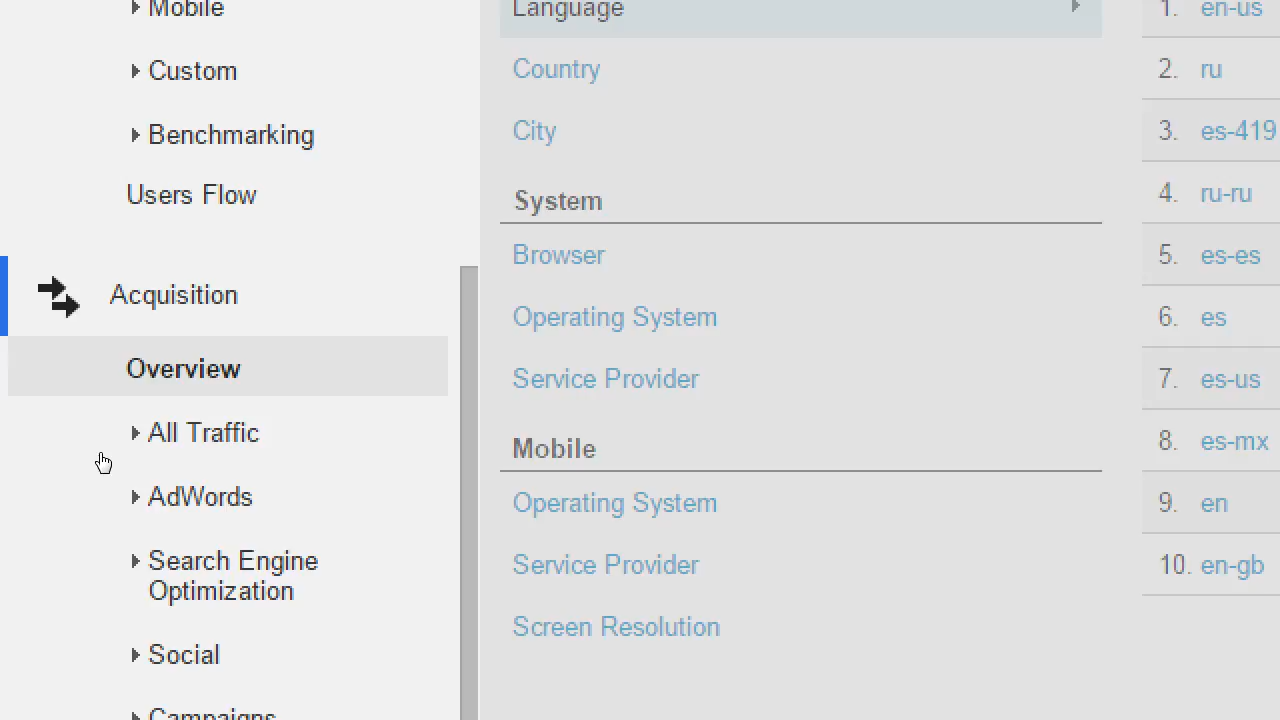 Mobile
Custom
Benchmarking
Users Flow
Acquisition
Overview
All Traffic
AdWords
Search Engine
Optimization
Social
Campaigns
Language
Country
City
System
Browser
Operating System
Service Provider
Mobile
Operating System
Service Provider
Screen Resolution
1. en-us
2. ru
3. es-419
4. ru-ru
5. es-es
6. es
7. es-us
8. es-mx
9. en
10. en-gb